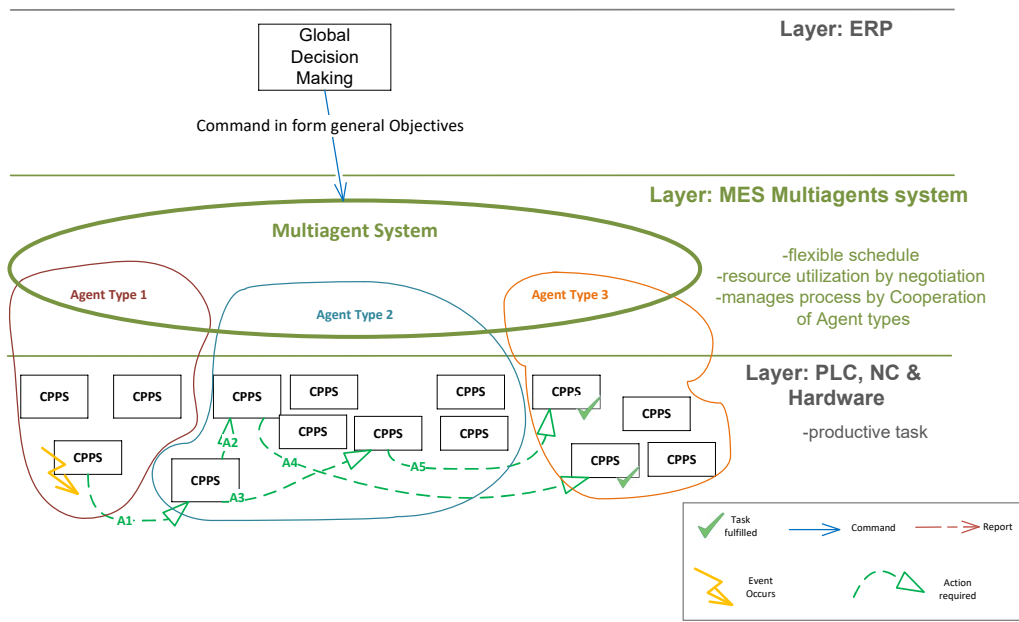 Layer: ERP
Global
Decision
Making
Command in form general Objectives
Layer: MES Multiagents system
Multiagent System
-flexible schedule
-resource utilization by negotiation
-manages process by Cooperation
of Agent types
Agent Type 1
Agent Type 2
Agent Type 3
Layer: PLC, NC &
Hardware
-productive task
CPPS
CPPS
CPPS
CPPS
CPPS
CPPS
CPPS
CPPS
CPPS
CPPS
CPPS
CPPS
CPPS
CPPS
A2
A4
A5
A3
A1
Task
fulfilled
Command
Report
Event
Occurs
Action
required